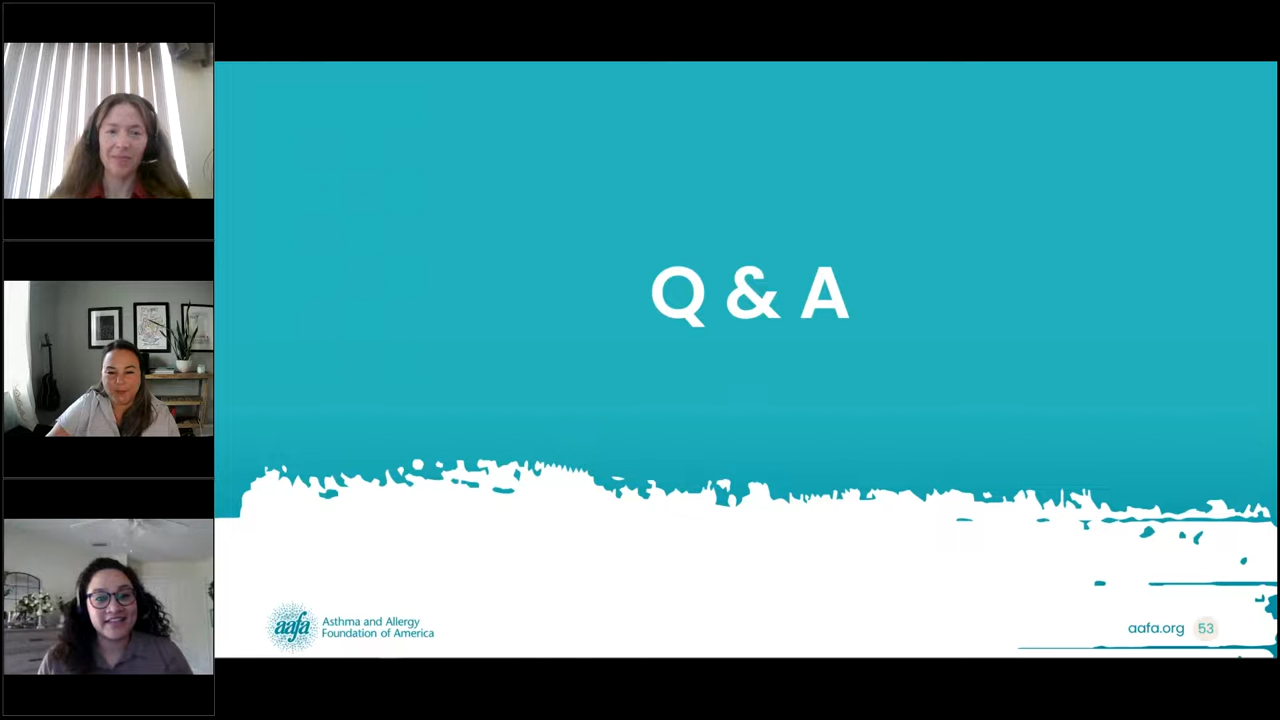 Q & A
aafa
Asthma and Allergy
Foundation of America
aafa.org 53